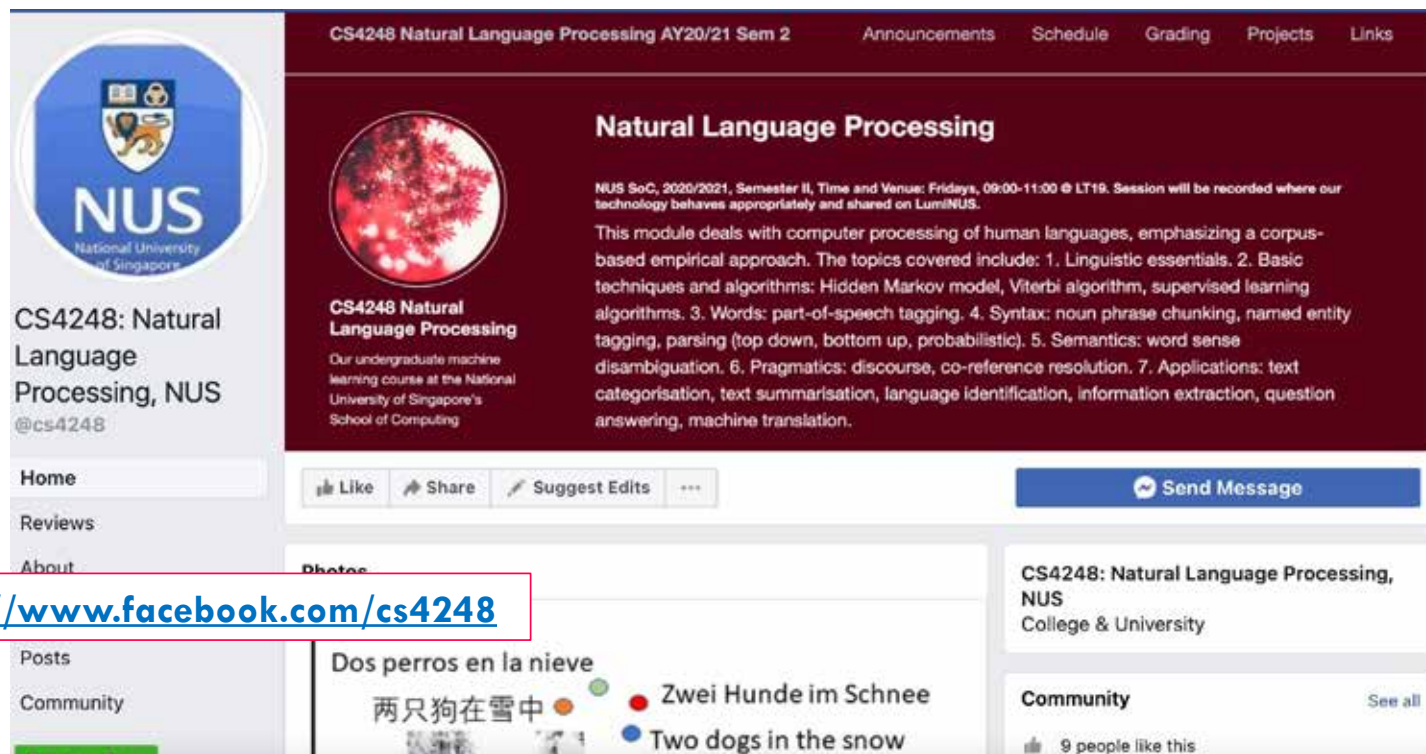 CS4248 Natural Language Processing AY20/21 Sem 2 Announcements Schedule Grading Projects Links
NUS
National University
of Singapore
CS4248: Natural
Language
Processing, NUS
@cs4248
CS4248 Natural
Language Processing
Our undergraduate machine
learning course at the National
University of Singapore's
School of Computing
Natural Language Processing
NUS SoC, 2020/2021, Semester II, Time and Venue: Fridays, 09:00-11:00 @ LT19. Session will be recorded where our
technology behaves appropriately and shared on LumiNUS.
This module deals with computer processing of human languages, emphasizing a corpus-
based empirical approach. The topics covered include: 1. Linguistic essentials. 2. Basic
techniques and algorithms: Hidden Markov model, Viterbi algorithm, supervised learning
algorithms. 3. Words: part-of-speech tagging. 4. Syntax: noun phrase chunking, named entity
tagging, parsing (top down, bottom up, probabilistic). 5. Semantics: word sense
disambiguation. 6. Pragmatics: discourse, co-reference resolution. 7. Applications: text
categorisation, text summarisation, language identification, information extraction, question
answering, machine translation.
Home
Reviews
About
/www.facebook.com/cs4248
Posts
Community
Like Share Suggest Edits ...
Send Message
Photos
Dos perros en la nieve
两只狗在雪中
Zwei Hunde im Schnee
Two dogs in the snow
CS4248: Natural Language Processing,
NUS
College & University
Community See all
9 people like this